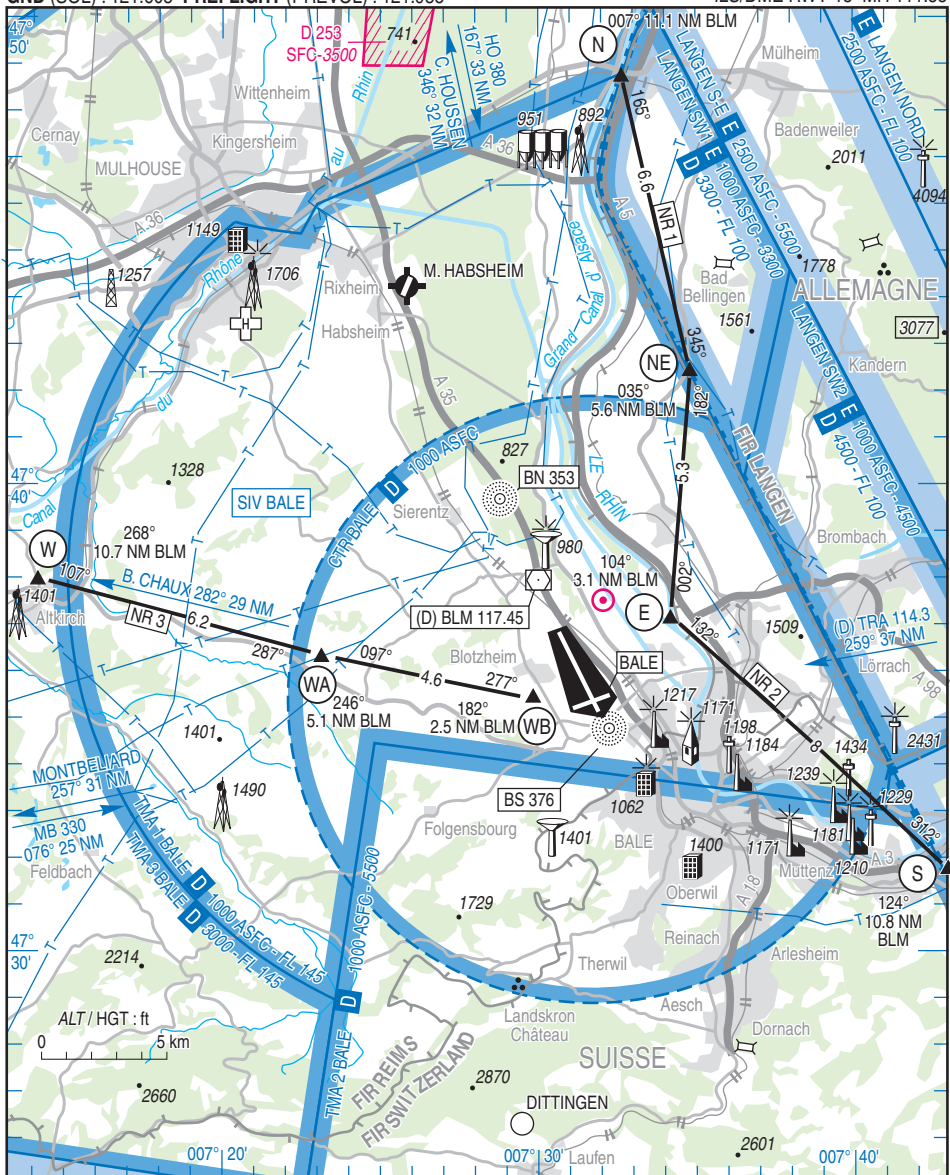 007° 11.1 NM BLM
N
D 253
SFC-3500
741
Rhin
au
HO 380
167° 33 NM
C. HOUSSEN
346° 32 NM
Wittenheim
Cernay
Kingersheim
MULHOUSE
A 36
A 36
951
892
165°
6.6
NR 1
345°
A 5
LANGEN S-E E 2500 ASFC - 5500
LANGEN SW1 E 1000 ASFC - 3300
D 3300 - FL 100
E LANGEN NORD
2500 ASFC - FL 100
Mülheim
Badenweiler
2011
4094
1149
1706
1257
Rhône
Rixheim
M. HABSHEIM
Habsheim
Grand Canal d'Alsace
1778
Bad
Bellingen
ALLEMAGNE
1561
3077
Kandern
NE
035°
5.6 NM BLM
182°
5.3
002°
A 35
LANGEN SW2 E 1000 ASFC - 4500
D 4500 - FL 100
FIR LANGEN
du
Canal
47°
50'
47°
40'
1328
SIV BALE
CTR BALE D 1000 ASFC
827
BN 353
Sierentz
LE RHIN
980
Brombach
W
268°
10.7 NM BLM
107°
B. CHAUX 282° 29 NM
1401
Altkirch
NR 3
6.2
287°
104°
3.1 NM BLM
E
(D) BLM 117.45
132°
1509
(D) TRA 114.3
259° 37 NM
Lörrach
A 98
WA
097°
4.6
277°
Blotzheim
BALE
NR 2
8
312°
246°
5.1 NM BLM
182°
2.5 NM BLM
WB
1217
1171
1198
1184
2431
1401
MONTBELIARD
257° 31 NM
1490
MB 330
076° 25 NM
Feldbach
BS 376
1062
1239
1434
1229
Folgensbourg
1401
BALE
1400
Oberwil
1171
1181
1210
Muttenz
A 3
A 18
S
124°
10.8 NM
BLM
TMA 1 BALE D 1000 ASFC - FL 145
TMA 3 BALE D 3000 - FL 145
1000 ASFC - 5500
D
TMA 2 BALE
1729
Reinach
Arlesheim
Therwil
Aesch
Dornach
47°
30'
2214
ALT / HGT : ft
0 5 km
Landskron
Château
SUISSE
FIR REIMS
FIR SWITZERLAND
2660
2870
DITTINGEN
2601
Laufen
007° 20'
007° 30'
007° 40'